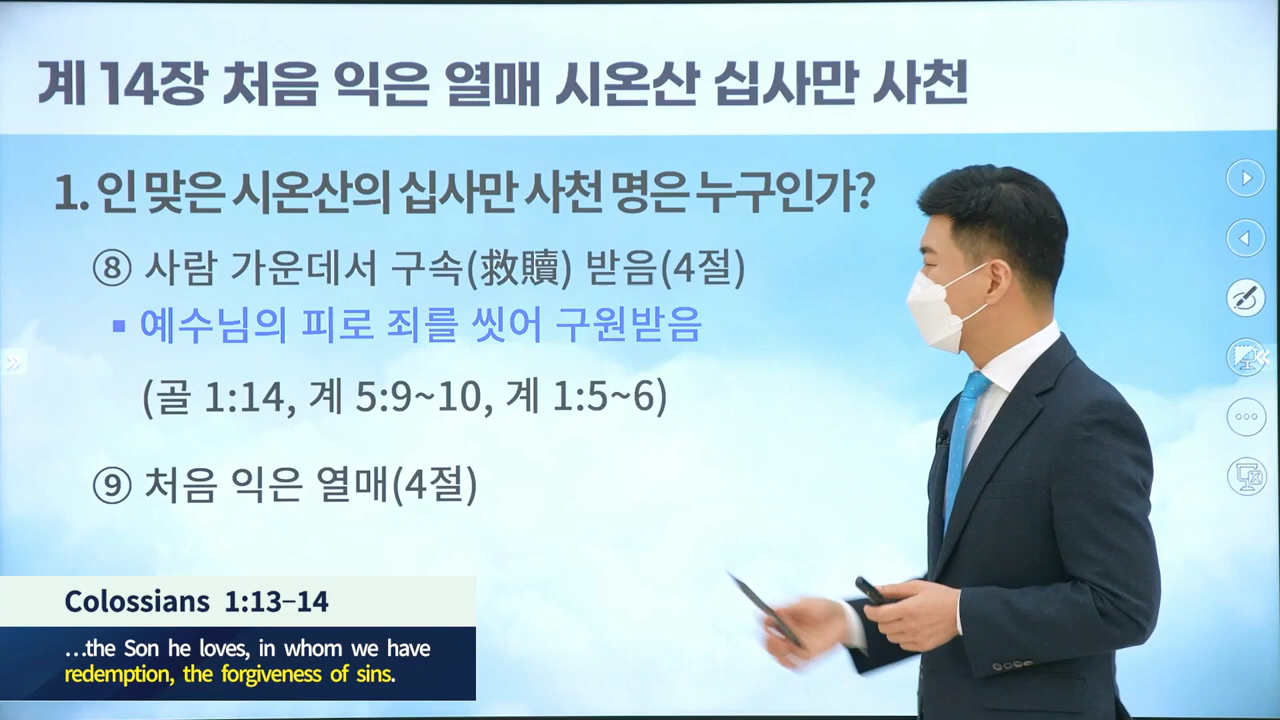 계 14장 처음 익은 열매 시온산 십사만 사천
1. 인 맞은 시온산의 십사만 사천 명은 누구인가?
⑧ 사람 가운데서 구속(救贖) 받음(4절)
▪ 예수님의 피로 죄를 씻어 구원받음
(골 1:14, 계 5:9~10, 계 1:5~6)
⑨ 처음 익은 열매(4절)
Colossians 1:13–14
…the Son he loves, in whom we have
redemption, the forgiveness of sins.